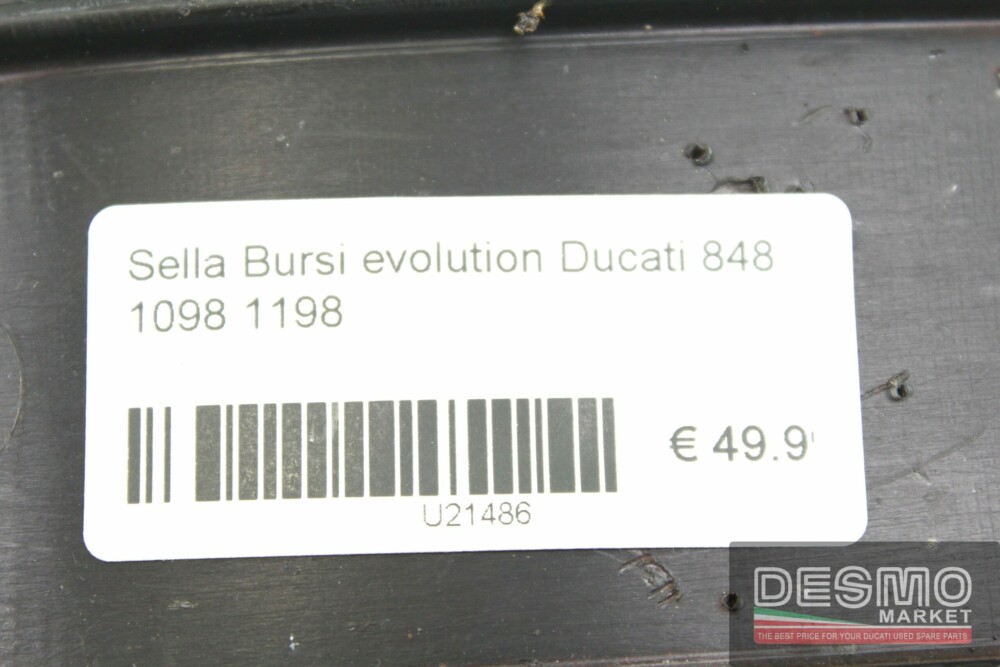 Sella Bursi evolution Ducati 848
1098 1198
€ 49.9
U21486
DESMO
MARKET
THE BEST PRICE FOR YOUR DUCATI USED SPARE PARTS